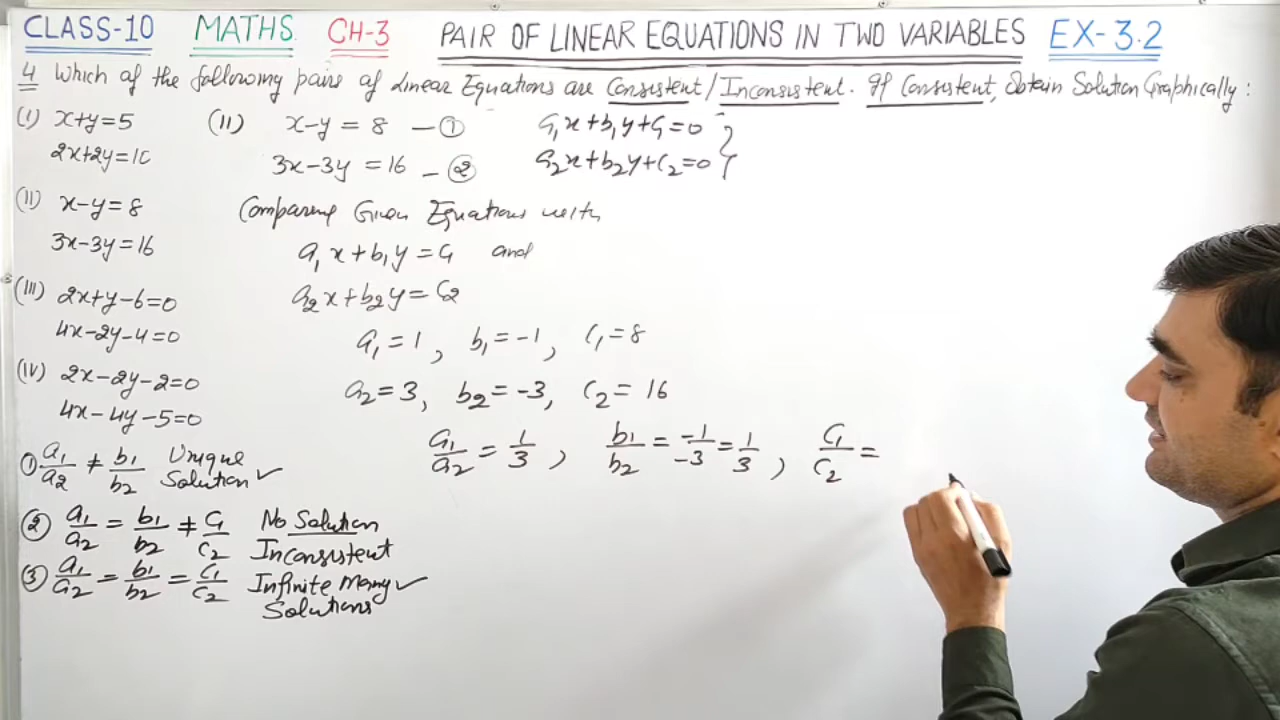 CLASS-10 MATHS CH-3 PAIR OF LINEAR EQUATIONS IN TWO VARIABLES EX-3.2
4 Which of the following pairs of Linear Equations are Consistent/Inconsistent. If Consistent, Obtain Solution Graphically:
(I) x+y=5
2x+2y=10
(II) x-y=8
3x-3y=16
(III) 2x+y-6=0
4x-2y-4=0
(IV) 2x-2y-2=0
4x-4y-5=0
① a₁/a₂ ≠ b₁/b₂ Unique Solution ✓
② a₁/a₂ = b₁/b₂ ≠ c₁/c₂ No Solution Inconsistent
③ a₁/a₂ = b₁/b₂ = c₁/c₂ Infinite Many Solutions ✓
(II) x-y = 8 — ①
3x-3y = 16 — ②
a₁x+b₁y+c₁=0
a₂x+b₂y+c₂=0 }
Comparing Given Equations with
a₁x+b₁y = c₁ and
a₂x+b₂y = c₂
a₁ = 1, b₁ = -1, c₁ = 8
a₂ = 3, b₂ = -3, c₂ = 16
a₁/a₂ = 1/3, b₁/b₂ = -1/-3 = 1/3, c₁/c₂ =